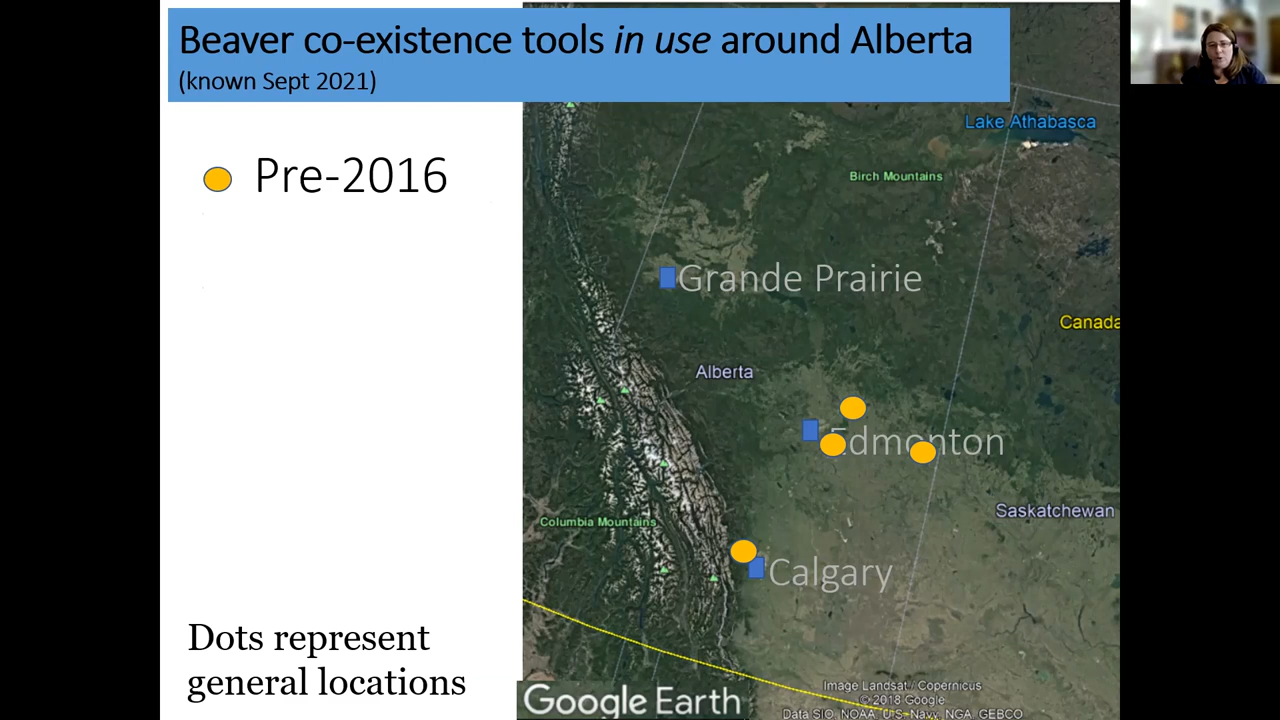 Beaver co-existence tools in use around Alberta
(known Sept 2021)
Pre-2016
Lake Athabasca
Birch Mountains
Grande Prairie
Canada
Alberta
Edmonton
Saskatchewan
Columbia Mountains
Calgary
Dots represent
general locations
Google Earth
Image Landsat / Copernicus
© 2018 Google
Data SIO, NOAA, U.S. Navy, NGA, GEBCO